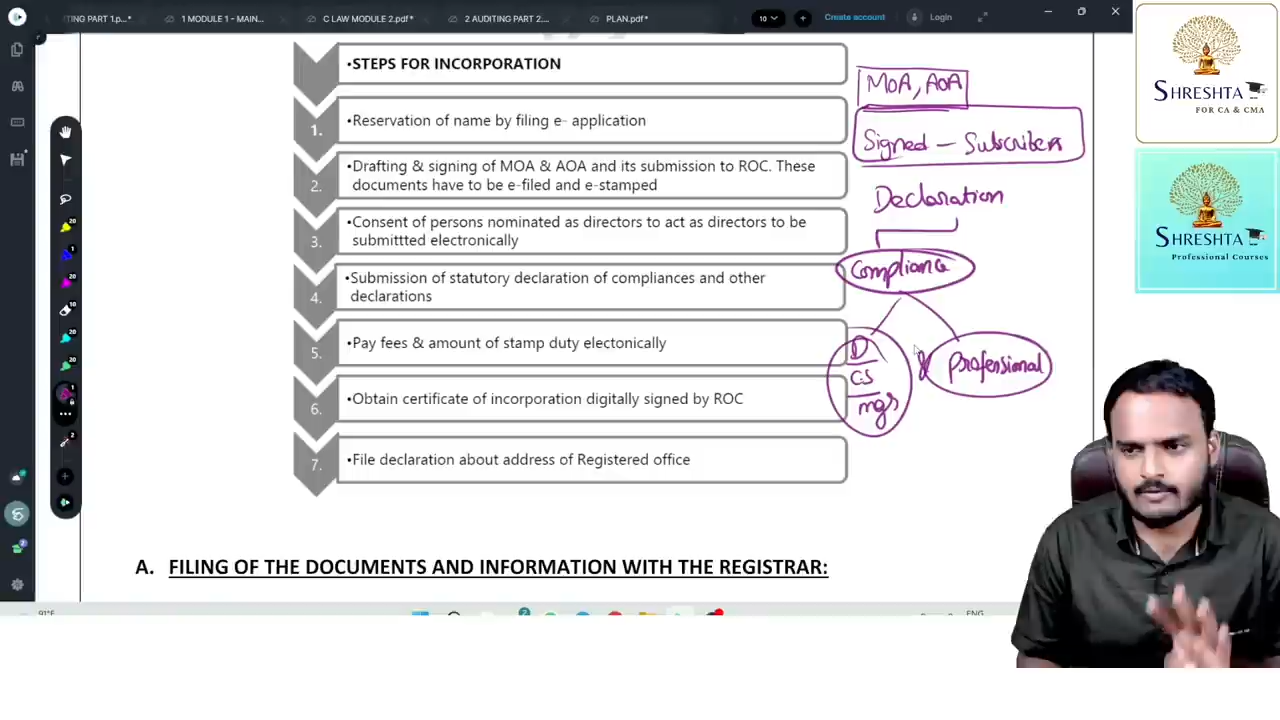 TING PART 1.p...*
1 MODULE 1 - MAIN...
C LAW MODULE 2.pdf*
2 AUDITING PART 2....
PLAN.pdf*
10
Create account
Login
•STEPS FOR INCORPORATION
1.
•Reservation of name by filing e- application
2.
•Drafting & signing of MOA & AOA and its submission to ROC. These
documents have to be e-filed and e-stamped
3.
•Consent of persons nominated as directors to act as directors to be
submittted electronically
4.
•Submission of statutory declaration of compliances and other
declarations
5.
•Pay fees & amount of stamp duty electonically
6.
•Obtain certificate of incorporation digitally signed by ROC
7.
•File declaration about address of Registered office
MOA, AOA
Signed – Subscribers
Declaration
Compliance
D
CS
mgr
&
Professional
A. FILING OF THE DOCUMENTS AND INFORMATION WITH THE REGISTRAR:
SHRESHTA
FOR CA & CMA
SHRESHTA
Professional Courses
91°F
ENG